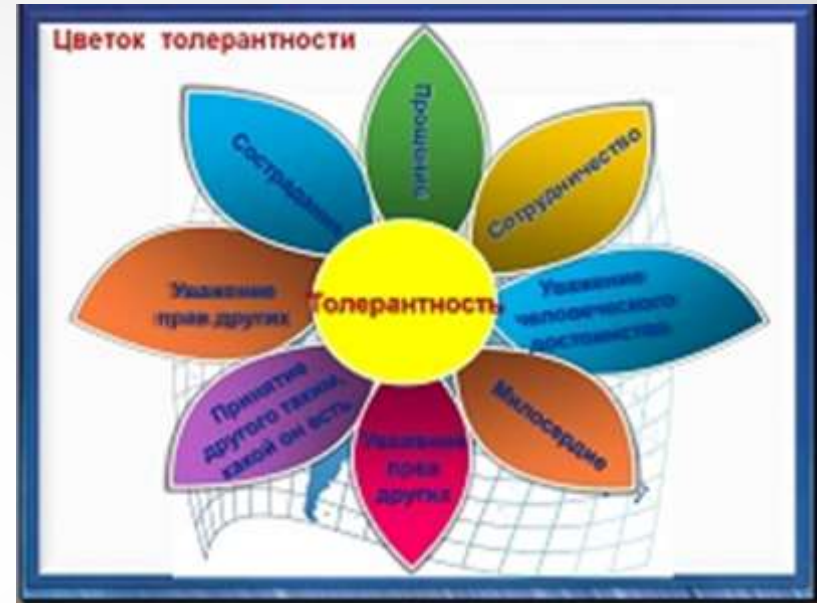 Цветок толерантности
Прощение
Сотрудничество
Уважение
человеческого
достоинства
Милосердие
Уважение
прав
других
Принятие
другого таким,
какой он есть
Уважение
прав других
Сострадание
Толерантность